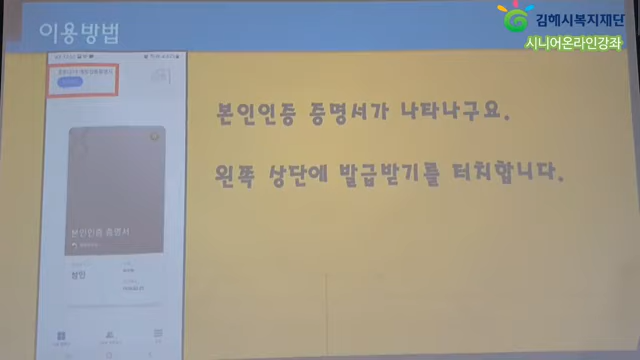 이용방법
김해시복지재단
시니어온라인강좌
본인인증 증명서가 나타나구요.
왼쪽 상단에 발급받기를 터치합니다.
본인인증 증명서
성인